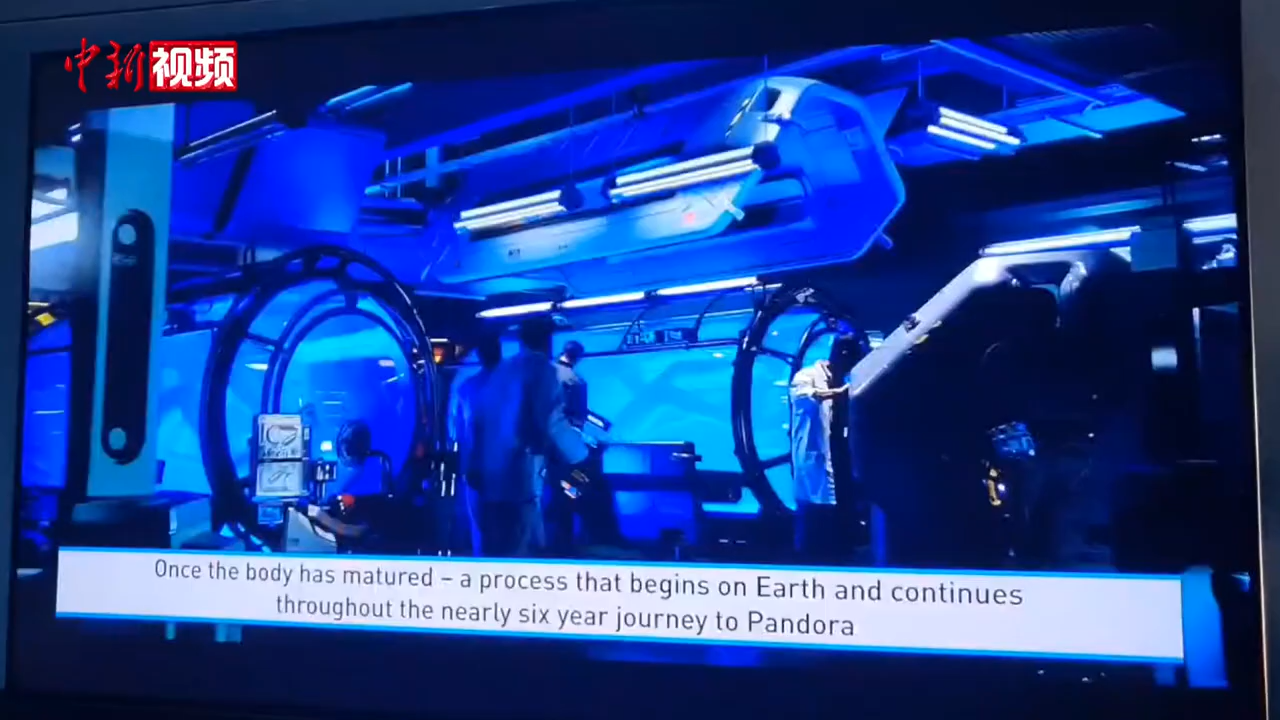 中新视频
Once the body has matured – a process that begins on Earth and continues
throughout the nearly six year journey to Pandora